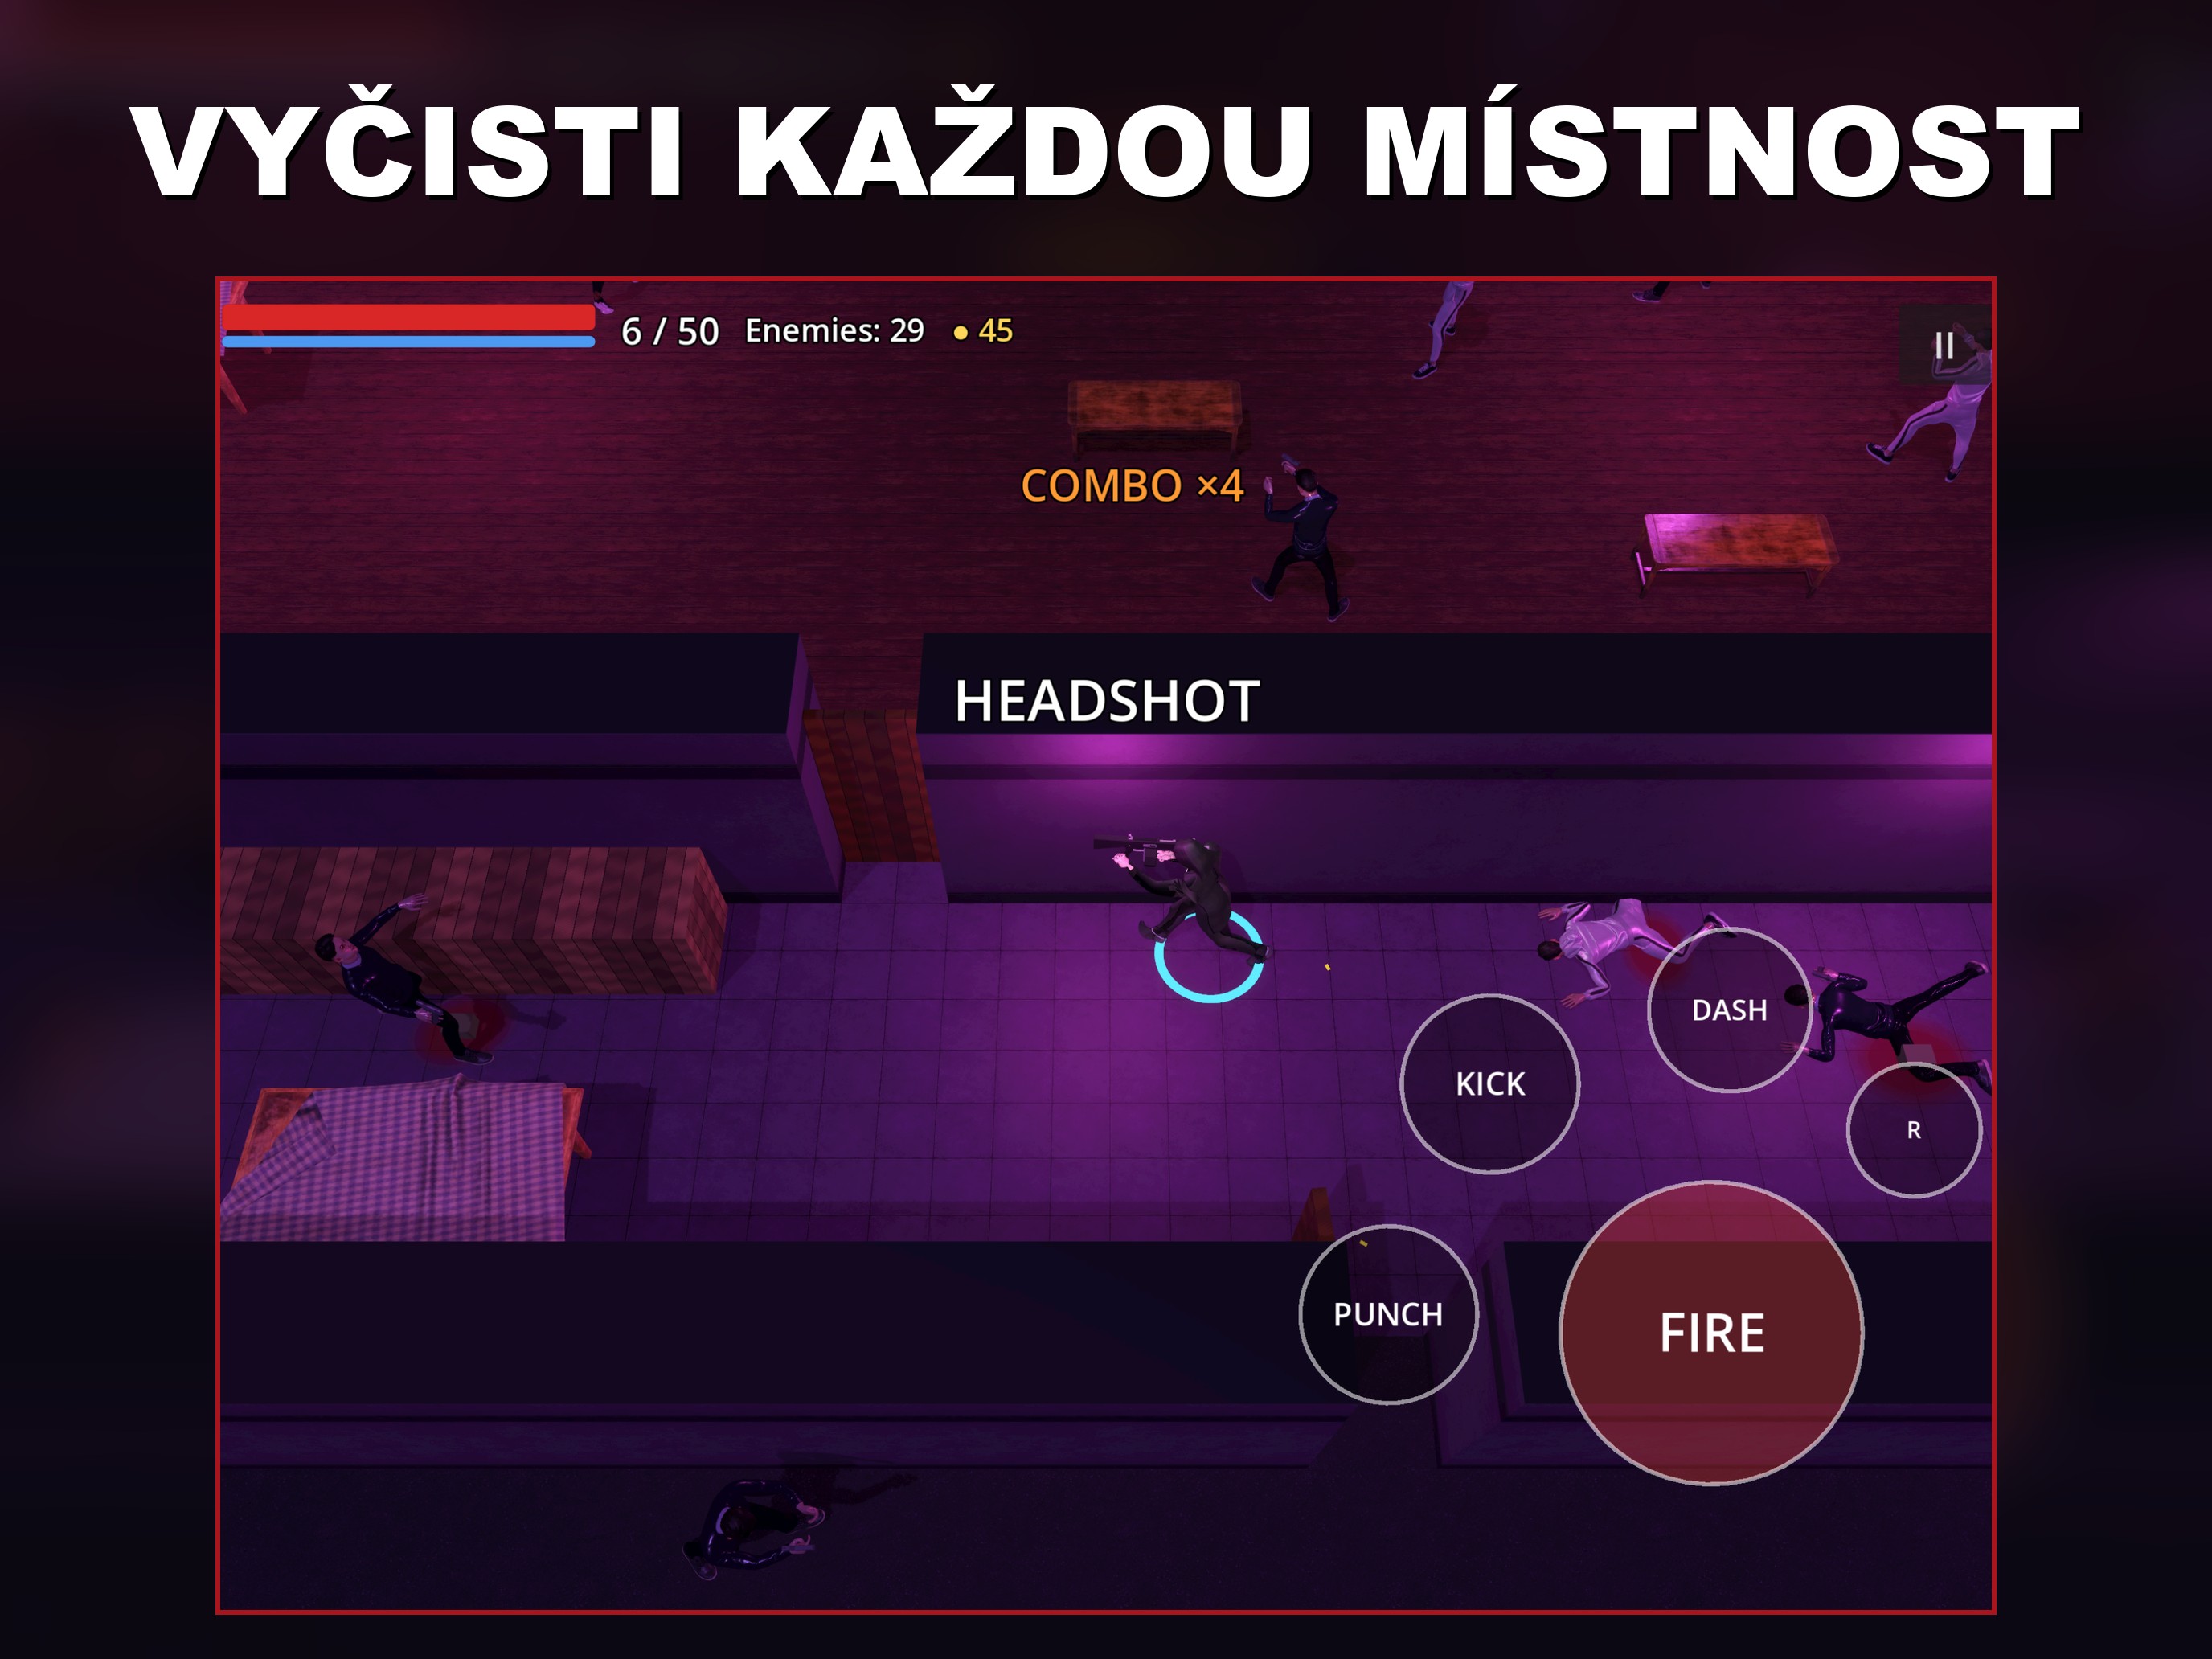 VYČISTI KAŽDOU MÍSTNOST
6 / 50 Enemies: 29 45
COMBO ×4
HEADSHOT
DASH
KICK
R
PUNCH
FIRE